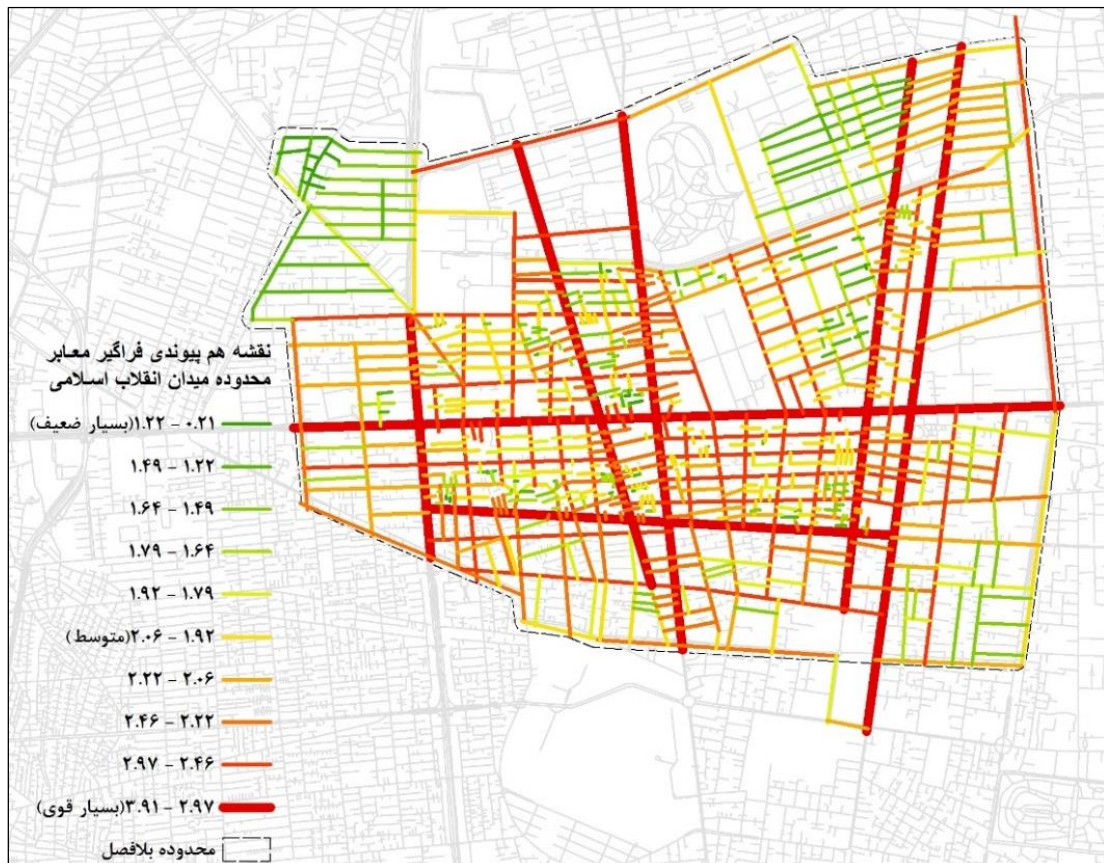 نقشه هم پیوندی فراگیر معابر
محدوده میدان انقلاب اسلامی
۰.۲۱ - ۱.۲۲(بسیار ضعیف)
۱.۲۲ - ۱.۴۹
۱.۴۹ - ۱.۶۴
۱.۶۴ - ۱.۷۹
۱.۷۹ - ۱.۹۲
۱.۹۲ - ۲.۰۶(متوسط)
۲.۰۶ - ۲.۲۲
۲.۲۲ - ۲.۴۶
۲.۴۶ - ۲.۹۷
۲.۹۷ - ۳.۹۱(بسیار قوی)
محدوده بلافصل